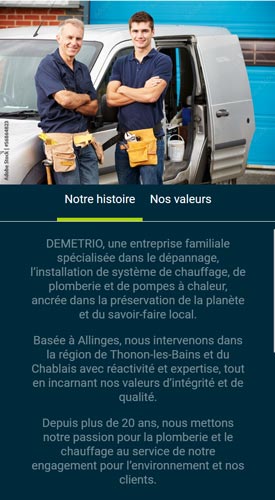 Adobe Stock | #56844823
Notre histoire Nos valeurs
DEMETRIO, une entreprise familiale
spécialisée dans le dépannage,
l'installation de système de chauffage, de
plomberie et de pompes à chaleur,
ancrée dans la préservation de la planète
et du savoir-faire local.
Basée à Allinges, nous intervenons dans
la région de Thonon-les-Bains et du
Chablais avec réactivité et expertise, tout
en incarnant nos valeurs d'intégrité et de
qualité.
Depuis plus de 20 ans, nous mettons
notre passion pour la plomberie et le
chauffage au service de notre
engagement pour l'environnement et nos
clients.